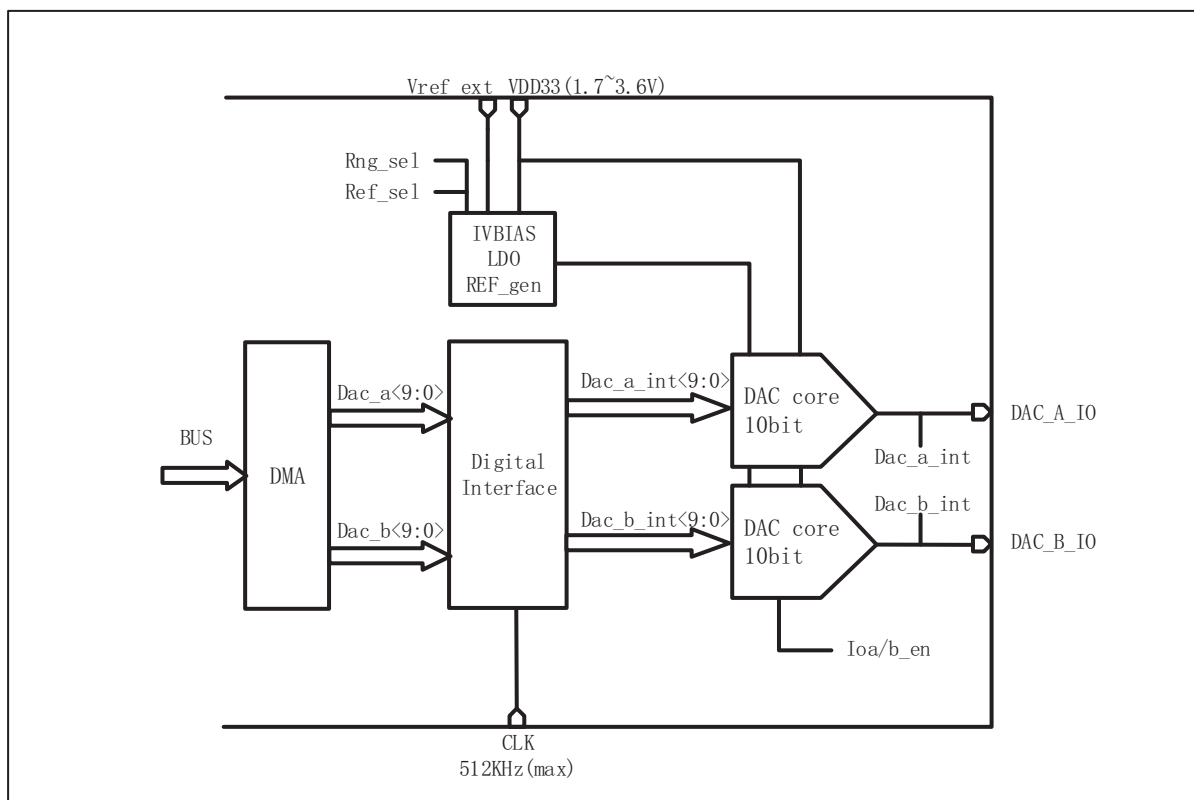 Vref ext VDD33(1.7~3.6V)
Rng_sel
Ref_sel
IVBIAS
LDO
REF_gen
BUS
DMA
Dac_a<9:0>
Dac_b<9:0>
Digital
Interface
Dac_a_int<9:0>
Dac_b_int<9:0>
DAC core
10bit
DAC core
10bit
Dac_a_int
Dac_b_int
DAC_A_IO
DAC_B_IO
Ioa/b_en
CLK
512KHz(max)